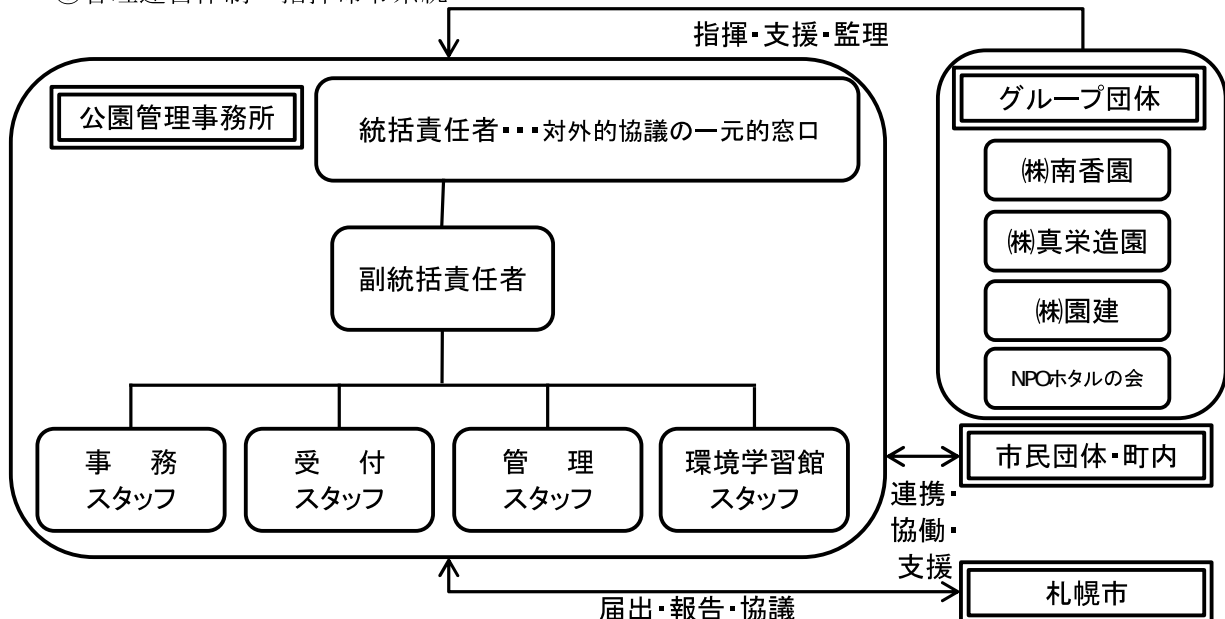 指揮・支援・監理
公園管理事務所
統括責任者・・・対外的協議の一元的窓口
副統括責任者
事 務
スタッフ
受 付
スタッフ
管 理
スタッフ
環境学習館
スタッフ
グループ団体
㈱南香園
㈱真栄造園
㈱園建
NPOホタルの会
市民団体・町内
連携・
協働・
支援
札幌市
届出・報告・協議